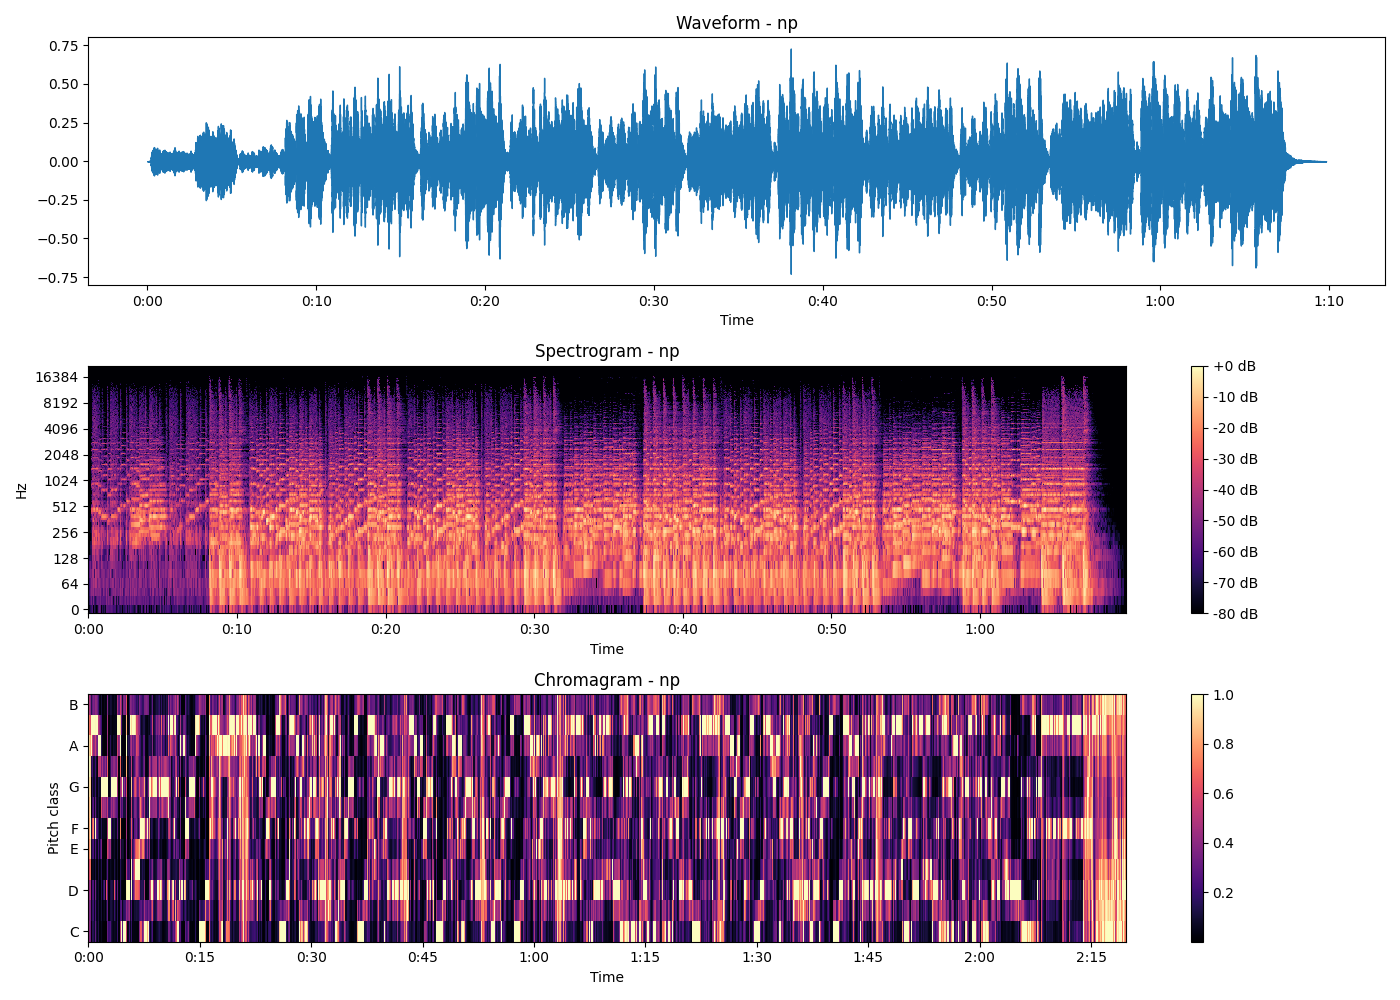 Waveform - np
0.75
0.50
0.25
0.00
−0.25
−0.50
−0.75
0:00 0:10 0:20 0:30 0:40 0:50 1:00 1:10
Time
Spectrogram - np
Hz
16384
8192
4096
2048
1024
512
256
128
64
0
0:00 0:10 0:20 0:30 0:40 0:50 1:00
Time
+0 dB
-10 dB
-20 dB
-30 dB
-40 dB
-50 dB
-60 dB
-70 dB
-80 dB
Chromagram - np
Pitch class
B
A
G
F
E
D
C
0:00 0:15 0:30 0:45 1:00 1:15 1:30 1:45 2:00 2:15
Time
1.0
0.8
0.6
0.4
0.2